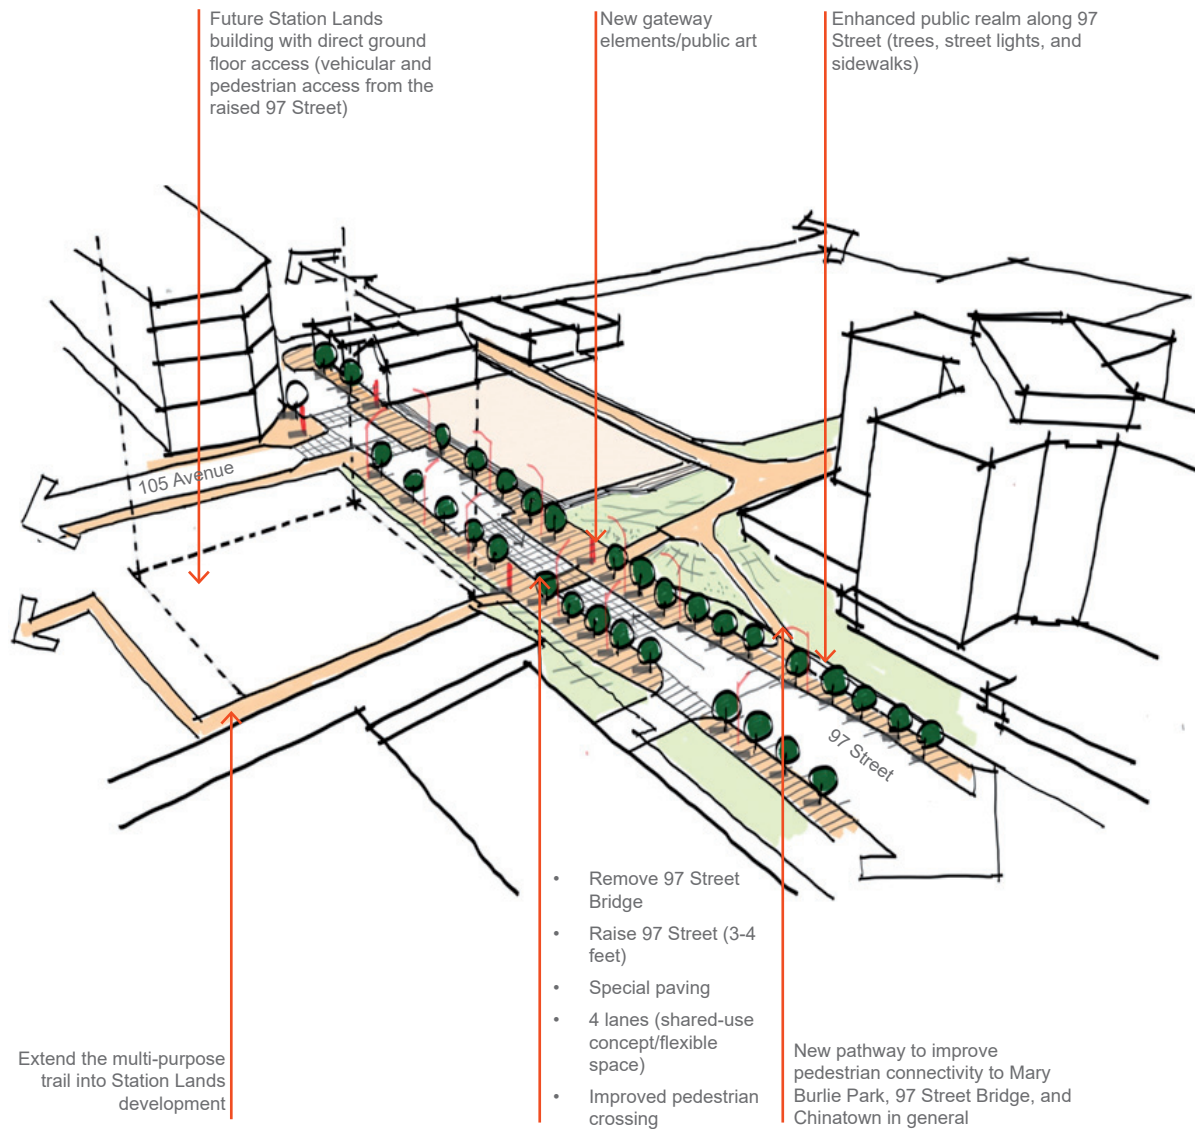 Future Station Lands
building with direct ground
floor access (vehicular and
pedestrian access from the
raised 97 Street)
New gateway
elements/public art
Enhanced public realm along 97
Street (trees, street lights, and
sidewalks)
105 Avenue
97 Street
Extend the multi-purpose
trail into Station Lands
development
• Remove 97 Street
Bridge
• Raise 97 Street (3-4
feet)
• Special paving
• 4 lanes (shared-use
concept/flexible
space)
• Improved pedestrian
crossing
New pathway to improve
pedestrian connectivity to Mary
Burlie Park, 97 Street Bridge, and
Chinatown in general